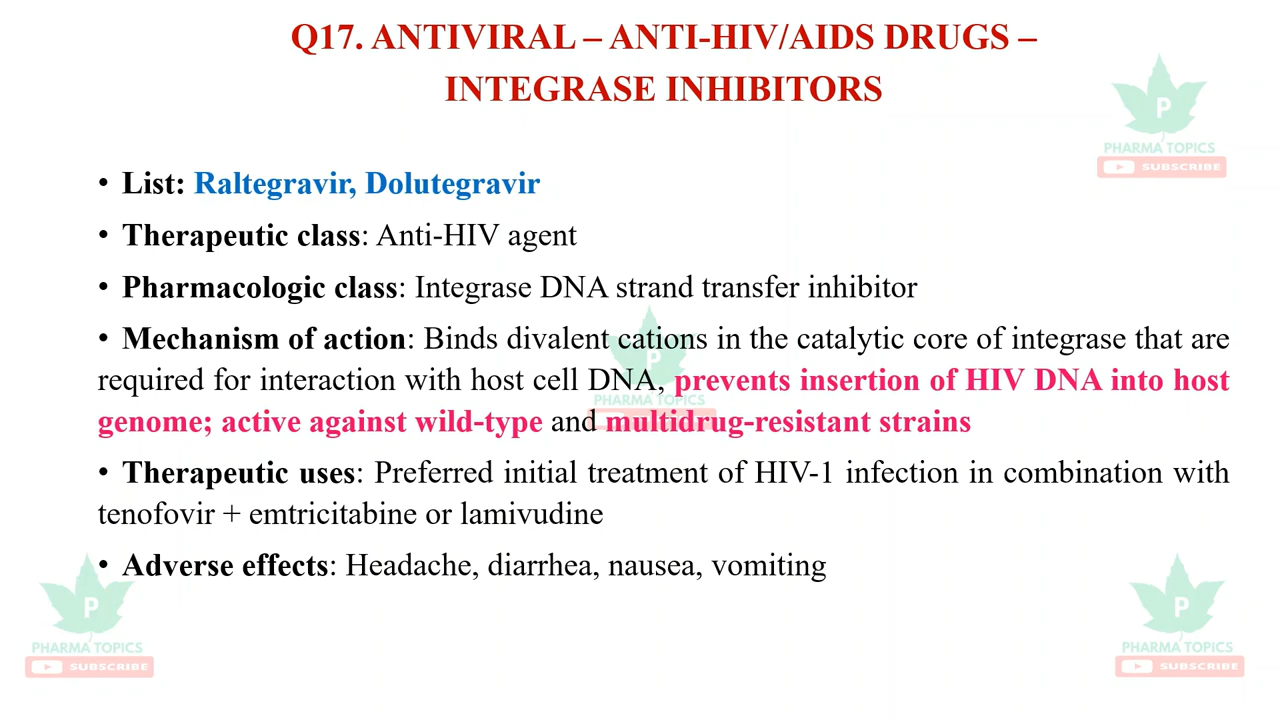 Q17. ANTIVIRAL – ANTI-HIV/AIDS DRUGS –
INTEGRASE INHIBITORS
P
PHARMA TOPICS
SUBSCRIBE
• List: Raltegravir, Dolutegravir
• Therapeutic class: Anti-HIV agent
• Pharmacologic class: Integrase DNA strand transfer inhibitor
• Mechanism of action: Binds divalent cations in the catalytic core of integrase that are
required for interaction with host cell DNA, prevents insertion of HIV DNA into host
genome; active against wild-type and multidrug-resistant strains
P
PHARMA TOPICS
• Therapeutic uses: Preferred initial treatment of HIV-1 infection in combination with
tenofovir + emtricitabine or lamivudine
• Adverse effects: Headache, diarrhea, nausea, vomiting
P
PHARMA TOPICS
SUBSCRIBE
P
PHARMA TOPICS
SUBSCRIBE